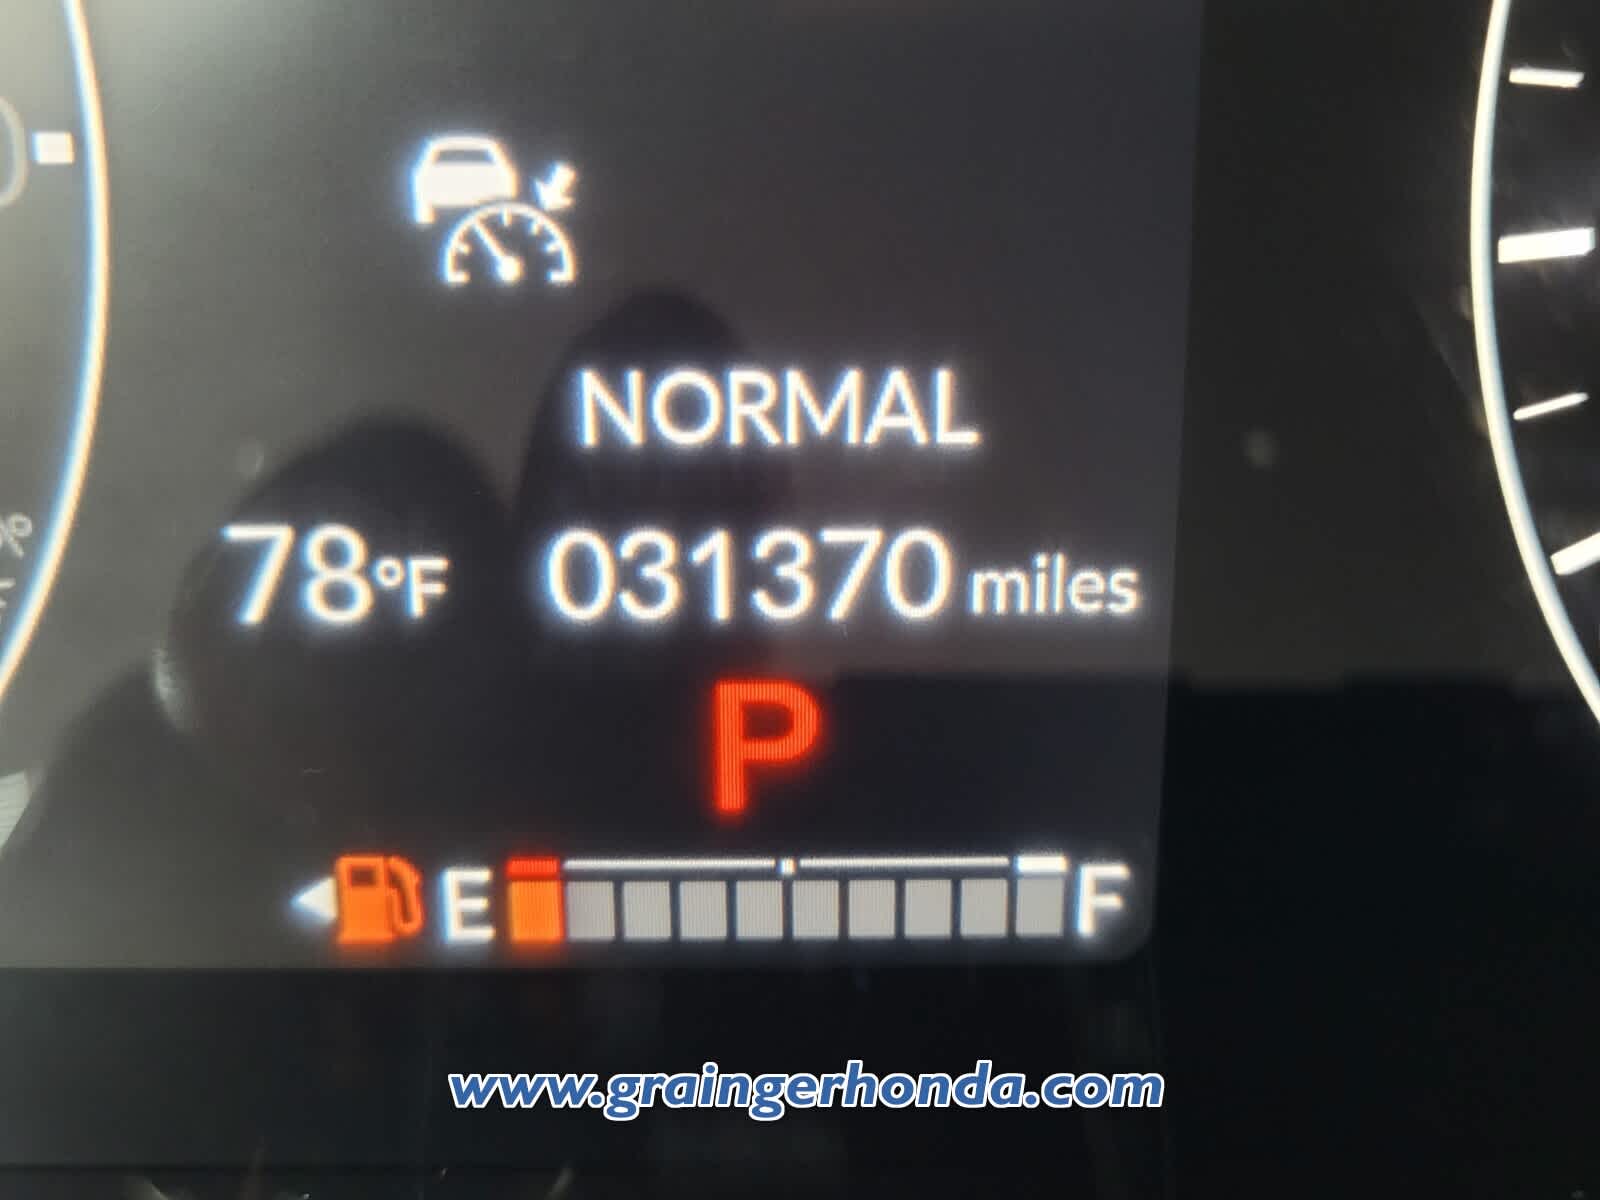 NORMAL
78°F 031370 miles
P
E F
www.graingerhonda.com